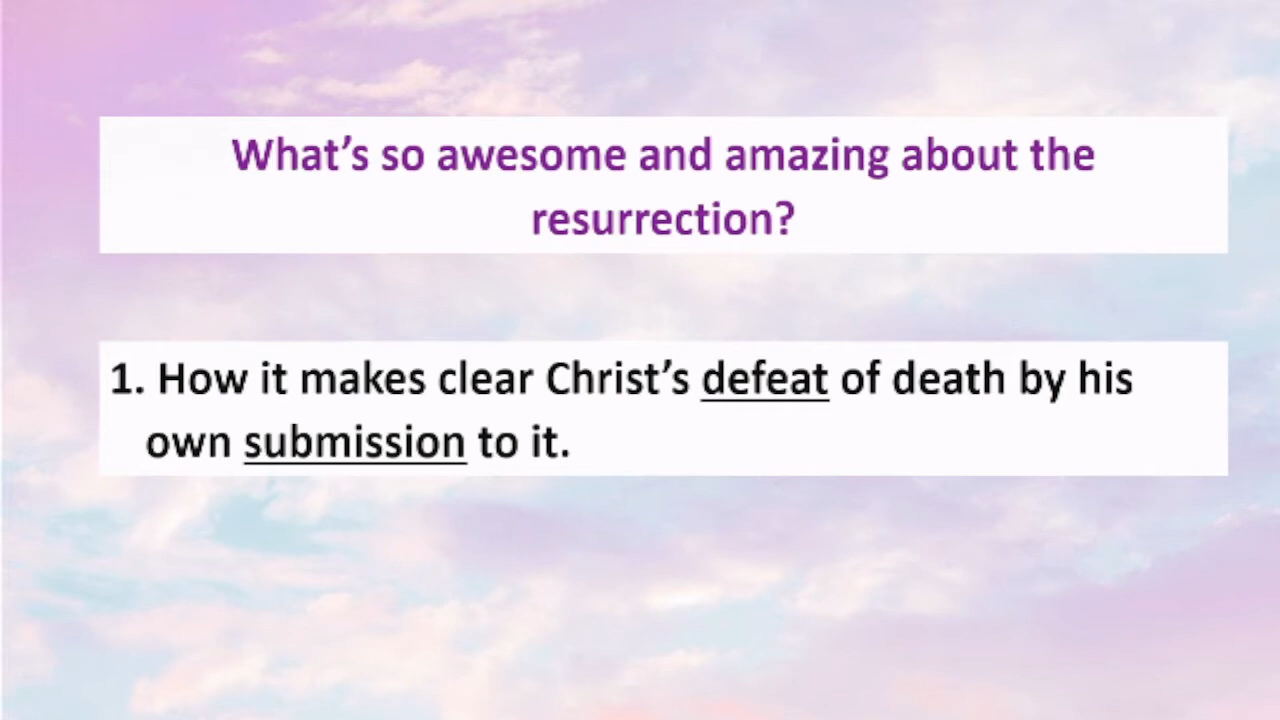 What’s so awesome and amazing about the
resurrection?
1. How it makes clear Christ’s defeat of death by his
own submission to it.